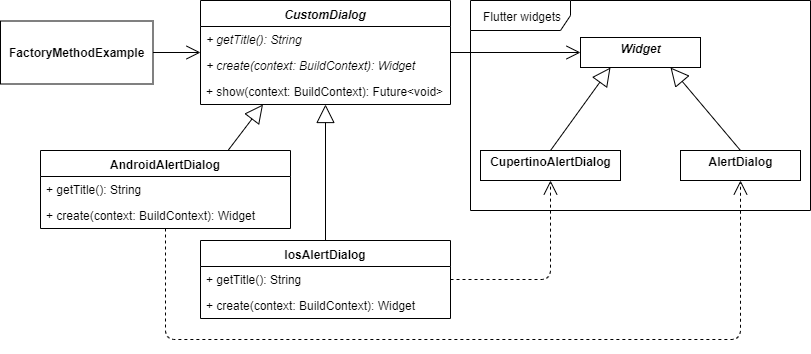 CustomDialog
+ getTitle(): String
+ create(context: BuildContext): Widget
+ show(context: BuildContext): Future<void>
FactoryMethodExample
Flutter widgets
Widget
CupertinoAlertDialog
AlertDialog
AndroidAlertDialog
+ getTitle(): String
+ create(context: BuildContext): Widget
IosAlertDialog
+ getTitle(): String
+ create(context: BuildContext): Widget